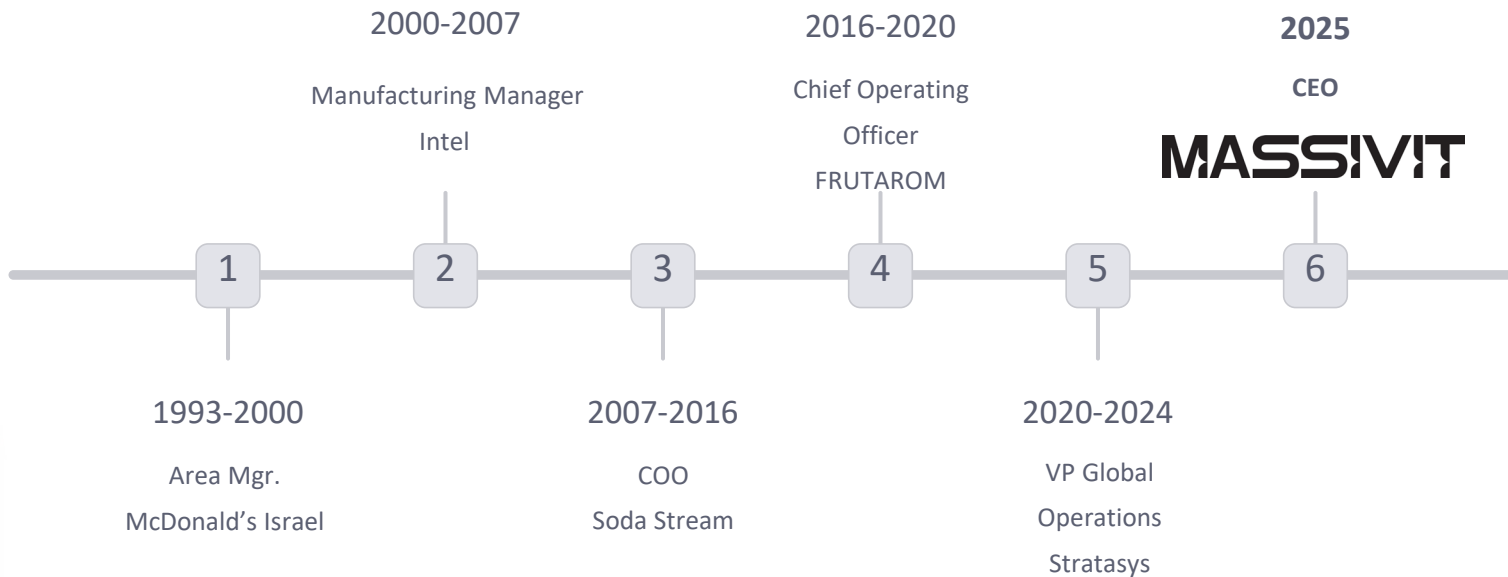 2000-2007
Manufacturing Manager
Intel
2016-2020
Chief Operating
Officer
FRUTAROM
2025
CEO
MASSIVIT
1
2
3
4
5
6
1993-2000
Area Mgr.
McDonald’s Israel
2007-2016
COO
Soda Stream
2020-2024
VP Global
Operations
Stratasys